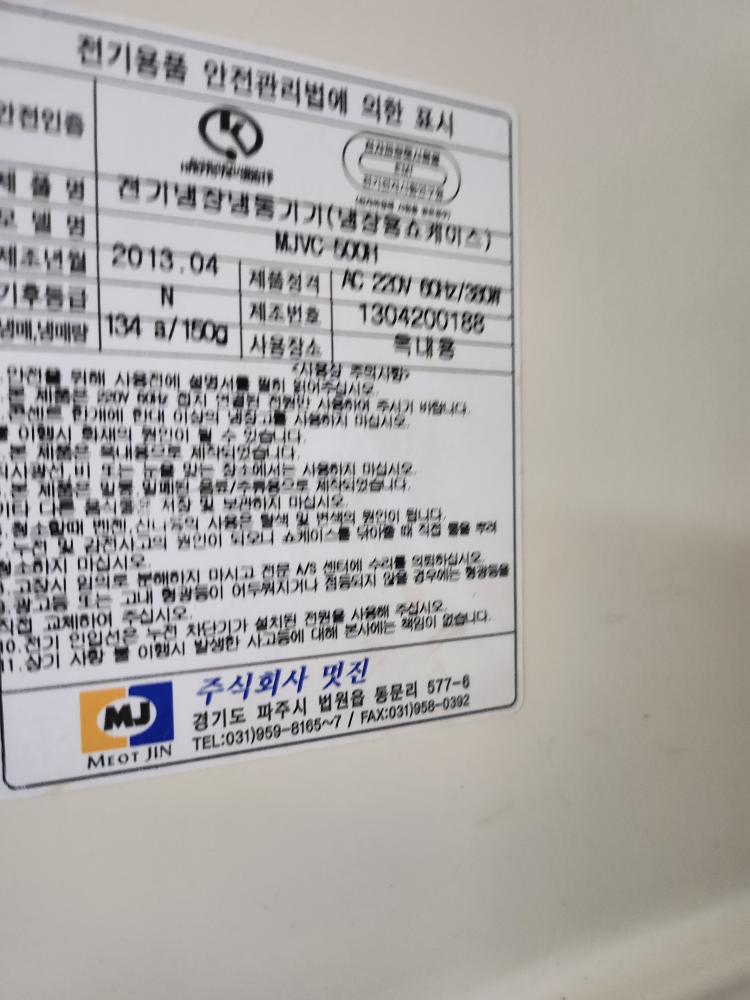 전기용품 안전관리법에 의한 표시
안전인증
제 품 명 전기냉장냉동기기(냉장용쇼케이스)
모 델 명 MJVC-500H
제조년월 2013.04 제품정격 AC 220V 60Hz/380W
기후등급 N 제조번호 1304200188
냉매,냉매량 134 a/150g 사용장소 옥내용
<사용상 주의사항>
안전을 위해 사용전에 설명서를 필히 읽어주십시오.
본 제품은 220V 60Hz 접지 연결된 전원만 사용하여 주시기 바랍니다.
콘센트 한개에 한대 이상의 냉장고를 사용하지 마십시오.
이행시 화재의 원인이 될 수 있습니다.
본 제품은 옥내용으로 제작되었습니다.
직사광선,비 또는 눈을 맞는 장소에서는 사용하지 마십시오.
본 제품은 밀봉,밀폐된 음료/주류용으로 제작되었습니다.
기타 다른 음식물은 저장 및 보관하지 마십시오.
청소할때 벤젠,신나등의 사용은 탈색 및 변색의 원인이 됩니다.
누전 및 감전사고의 원인이 되오니 쇼케이스를 닦아줄 때 직접 물을 뿌려
청소하지 마십시오.
고장시 임의로 분해하지 마시고 전문 A/S 센터에 수리를 의뢰하십시오.
광고등 또는 고내 형광등이 어두워지거나 점등되지 않을 경우에는 형광등을
직접 교체하여 주십시오.
10.전기 인입선은 누전 차단기가 설치된 전원을 사용해 주십시오.
11.상기 사항 불 이행시 발생한 사고등에 대해 본사에는 책임이 없습니다.
MJ
MEOT JIN
주식회사 멋진
경기도 파주시 법원읍 동문리 577-6
TEL:031)959-8165~7 / FAX:031)958-0392